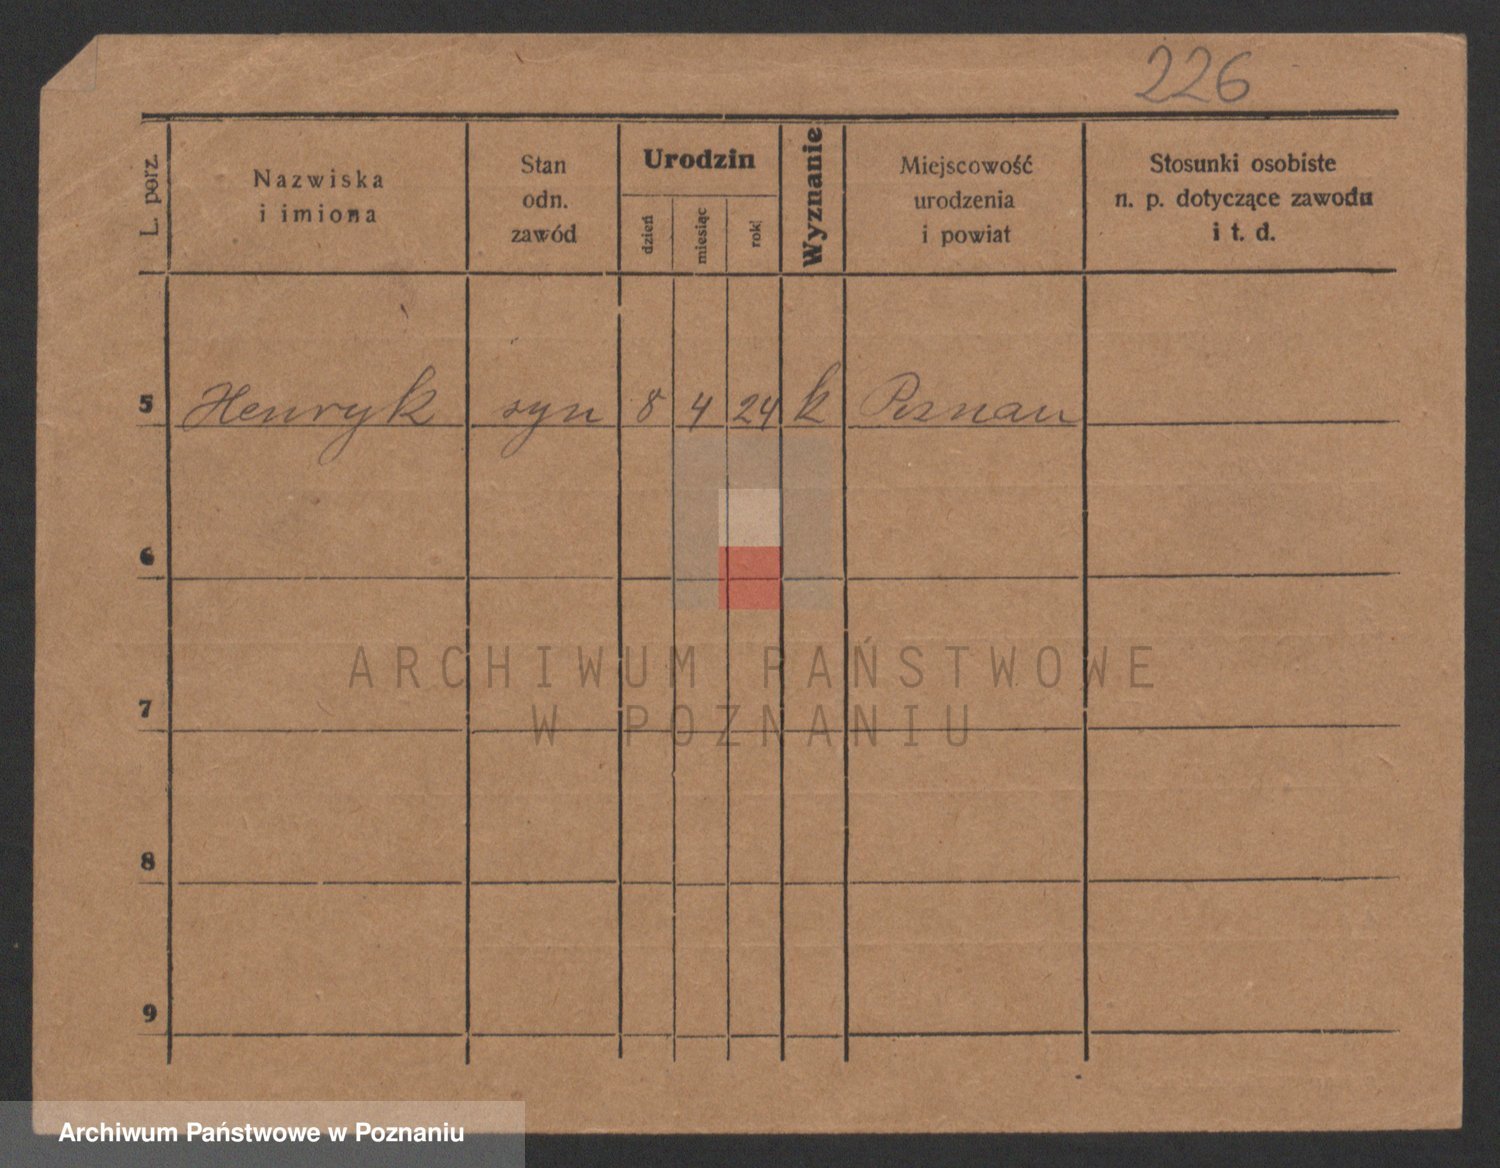 226
L. porz.
Nazwiska
i imiona
Stan
odn.
zawód
Urodzin
dzień
miesiąc
rok
Wyznanie
Miejscowość
urodzenia
i powiat
Stosunki osobiste
n. p. dotyczące zawodu
i t. d.
5 Henryk syn 8 4 24 k Poznan
6
ARCHIWUM PAŃSTWOWE
7
W POZNANIU
8
9
Archiwum Państwowe w Poznaniu